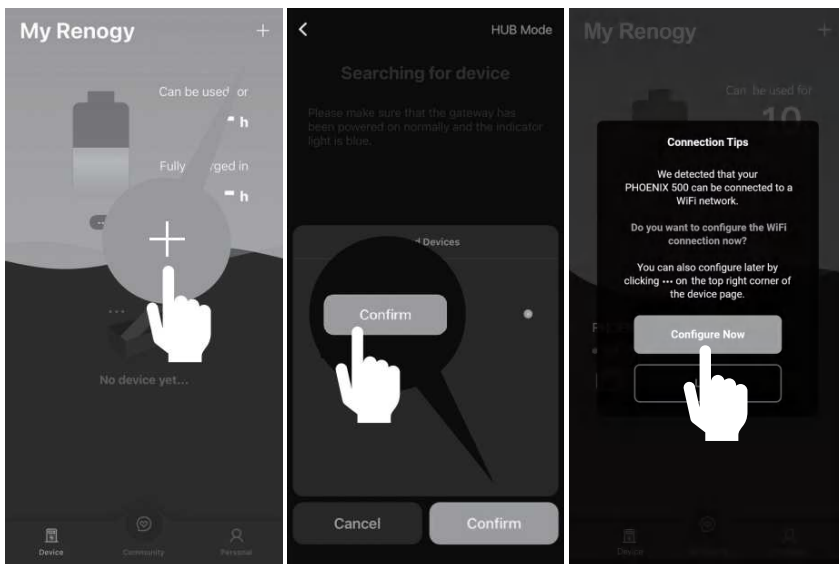 My Renogy
Can be used or
h
Fully rged in
h
No device yet...
Device
Community
Personal
HUB Mode
Searching for device
Please make sure that the gateway has
been powered on normally and the indicator
light is blue.
Devices
Confirm
Cancel
Confirm
My Renogy
Can be used for
10
Connection Tips
We detected that your
PHOENIX 500 can be connected to a
WiFi network.
Do you want to configure the WiFi
connection now?
You can also configure later by
clicking ••• on the top right corner of
the device page.
Configure Now
Device